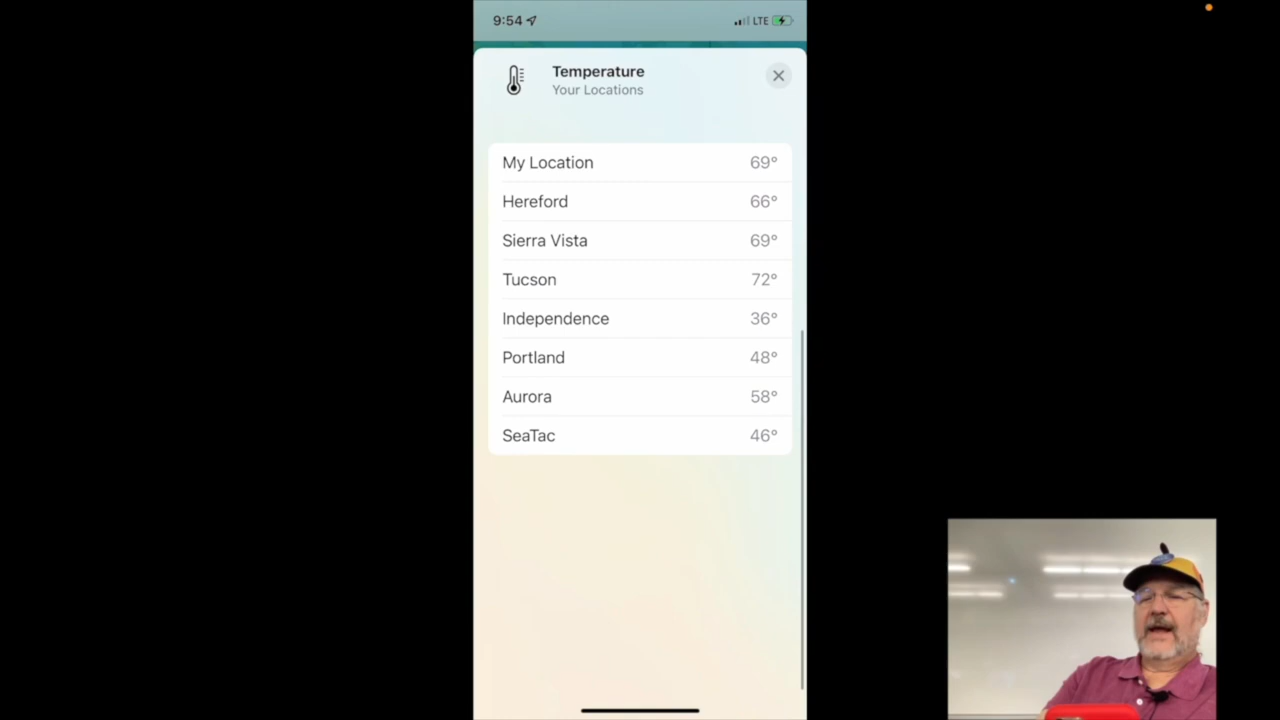 9:54
LTE
Temperature
Your Locations
My Location 69°
Hereford 66°
Sierra Vista 69°
Tucson 72°
Independence 36°
Portland 48°
Aurora 58°
SeaTac 46°